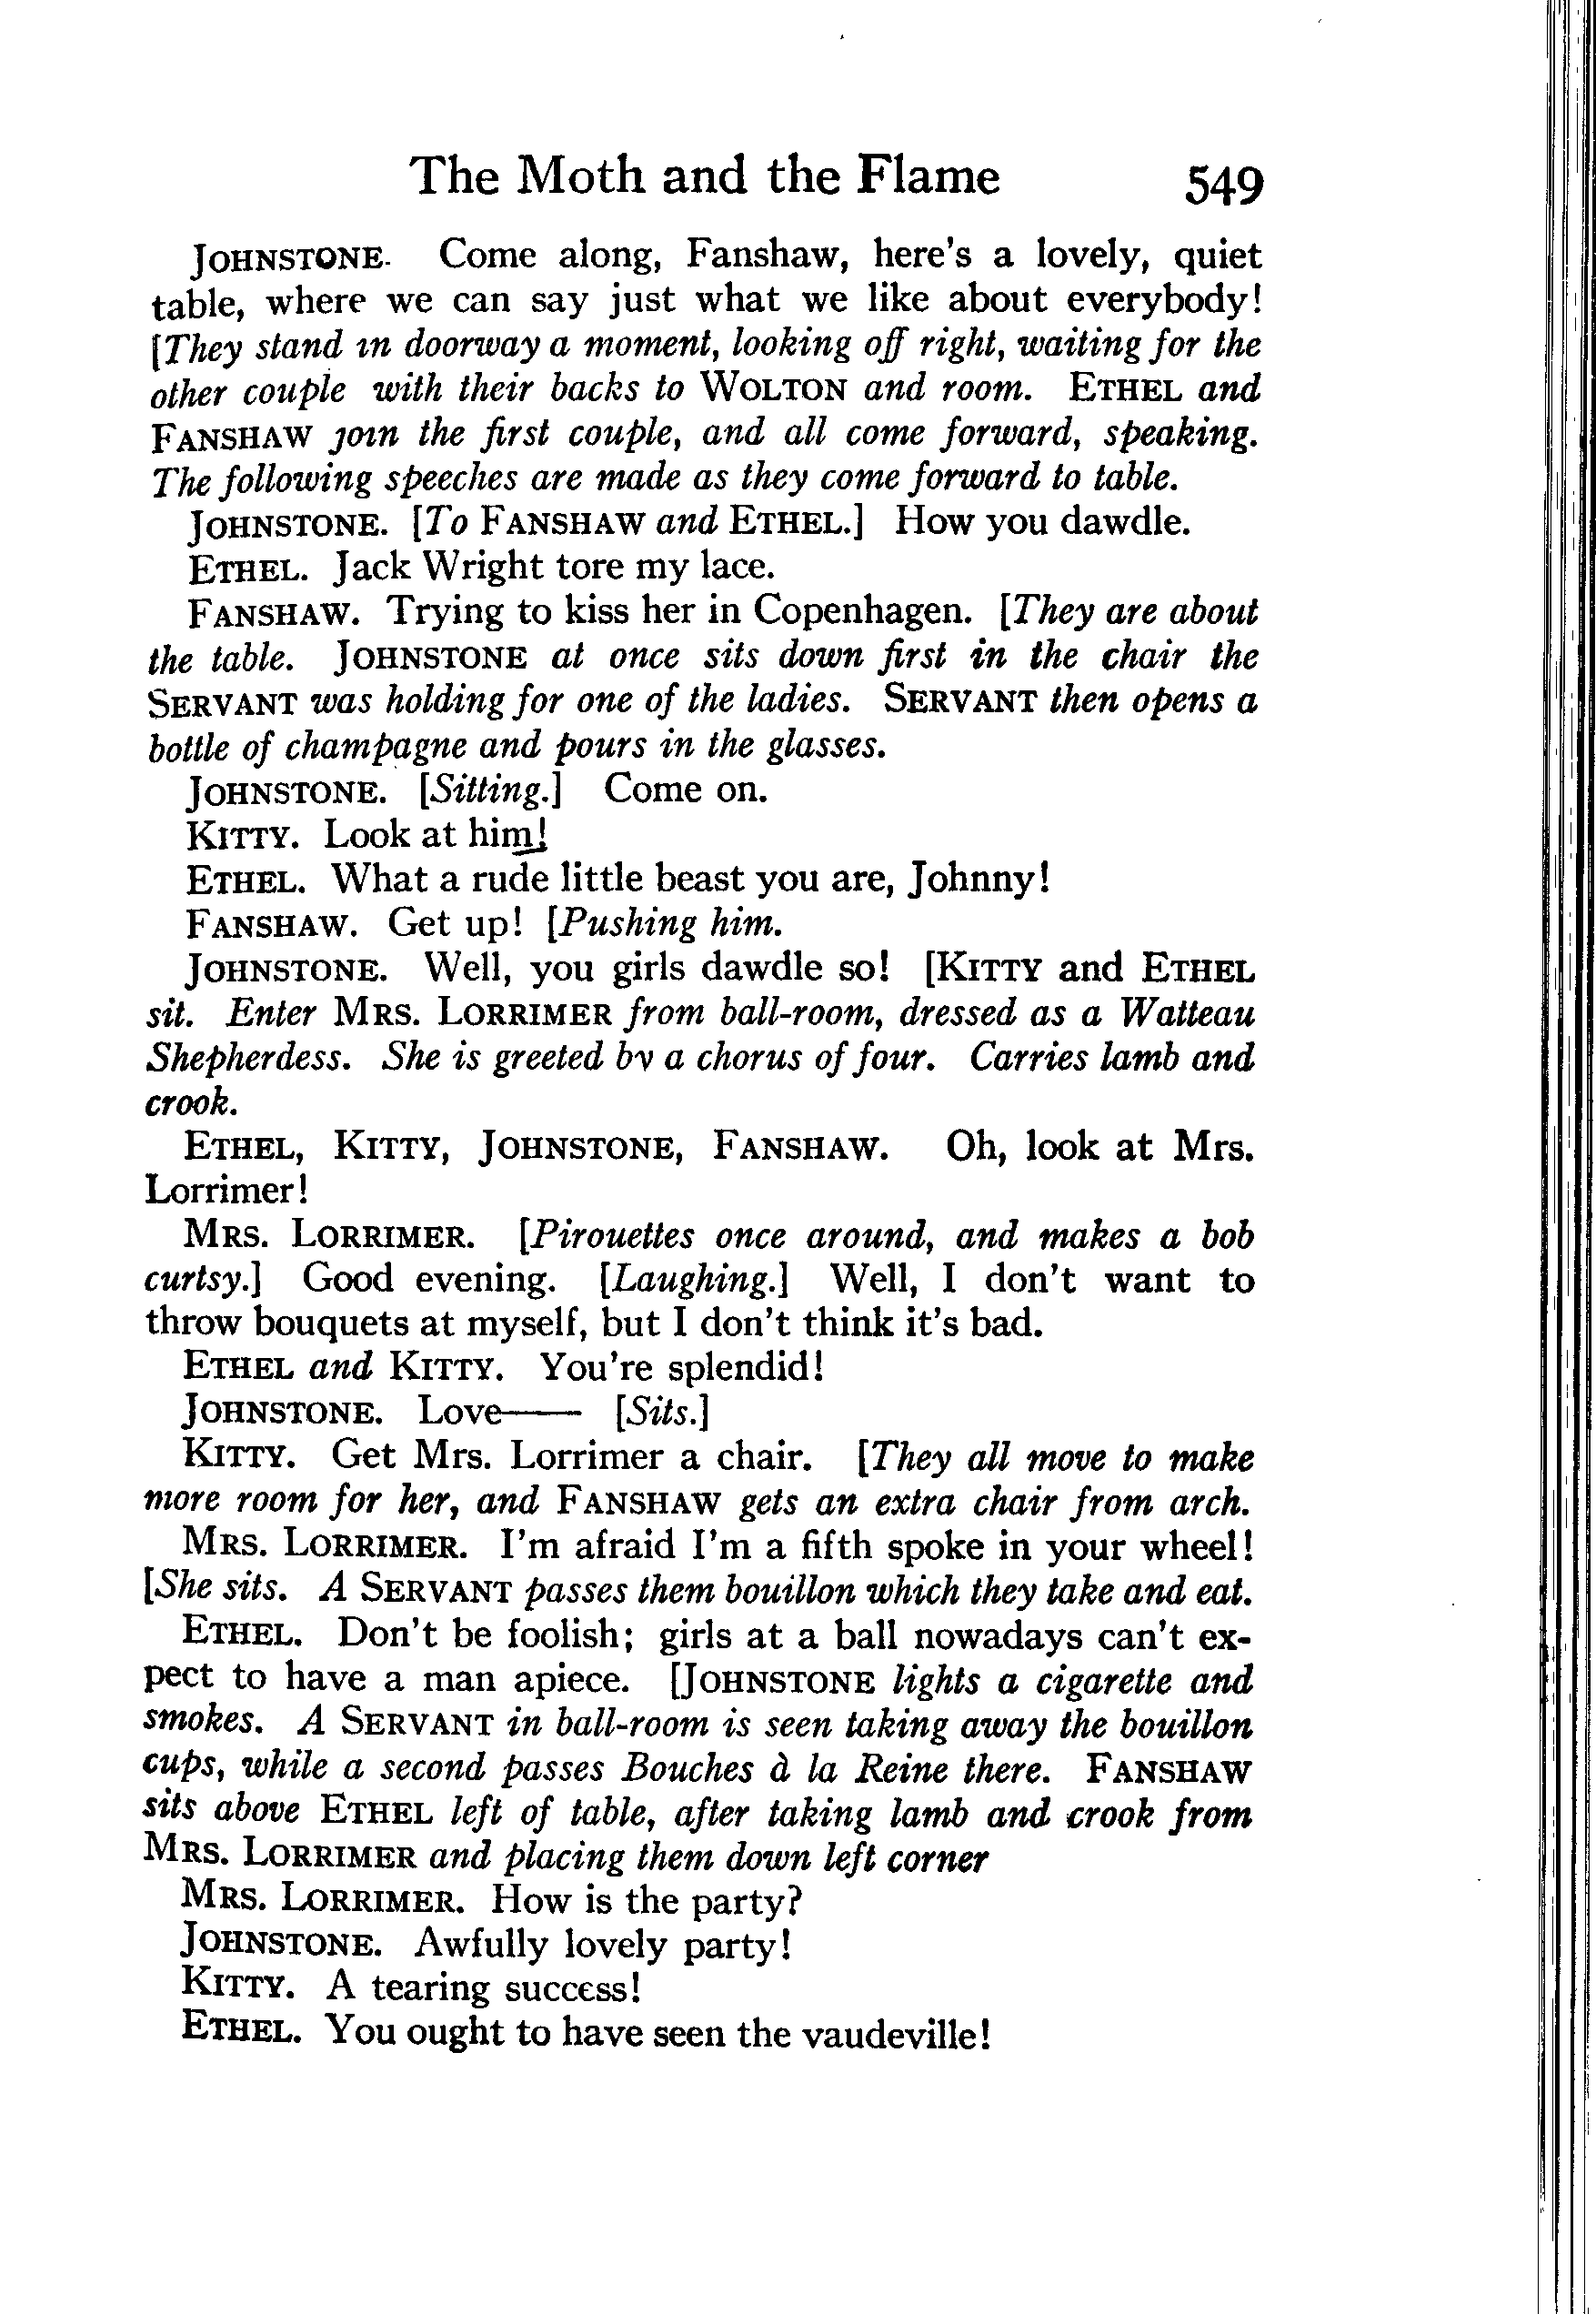 The Moth and the Flame 549
JOHNSTONE. Come along, Fanshaw, here's a lovely, quiet
table, where we can say just what we like about everybody!
[They stand in doorway a moment, looking off right, waiting for the
other couple with their backs to WOLTON and room. ETHEL and
FANSHAW join the first couple, and all come forward, speaking.
The following speeches are made as they come forward to table.
JOHNSTONE. [To FANSHAW and ETHEL.] How you dawdle.
ETHEL. Jack Wright tore my lace.
FANSHAW. Trying to kiss her in Copenhagen. [They are about
the table. JOHNSTONE at once sits down first in the chair the
SERVANT was holding for one of the ladies. SERVANT then opens a
bottle of champagne and pours in the glasses.
JOHNSTONE. [Sitting.] Come on.
KITTY. Look at him!
ETHEL. What a rude little beast you are, Johnny!
FANSHAW. Get up! [Pushing him.
JOHNSTONE. Well, you girls dawdle so! [KITTY and ETHEL
sit. Enter MRS. LORRIMER from ball-room, dressed as a Watteau
Shepherdess. She is greeted by a chorus of four. Carries lamb and
crook.
ETHEL, KITTY, JOHNSTONE, FANSHAW. Oh, look at Mrs.
Lorrimer!
MRS. LORRIMER. [Pirouettes once around, and makes a bob
curtsy.] Good evening. [Laughing.] Well, I don't want to
throw bouquets at myself, but I don't think it's bad.
ETHEL and KITTY. You're splendid!
JOHNSTONE. Love—— [Sits.]
KITTY. Get Mrs. Lorrimer a chair. [They all move to make
more room for her, and FANSHAW gets an extra chair from arch.
MRS. LORRIMER. I'm afraid I'm a fifth spoke in your wheel!
[She sits. A SERVANT passes them bouillon which they take and eat.
ETHEL. Don't be foolish; girls at a ball nowadays can't ex-
pect to have a man apiece. [JOHNSTONE lights a cigarette and
smokes. A SERVANT in ball-room is seen taking away the bouillon
cups, while a second passes Bouches à la Reine there. FANSHAW
sits above ETHEL left of table, after taking lamb and crook from
MRS. LORRIMER and placing them down left corner
MRS. LORRIMER. How is the party?
JOHNSTONE. Awfully lovely party!
KITTY. A tearing success!
ETHEL. You ought to have seen the vaudeville!